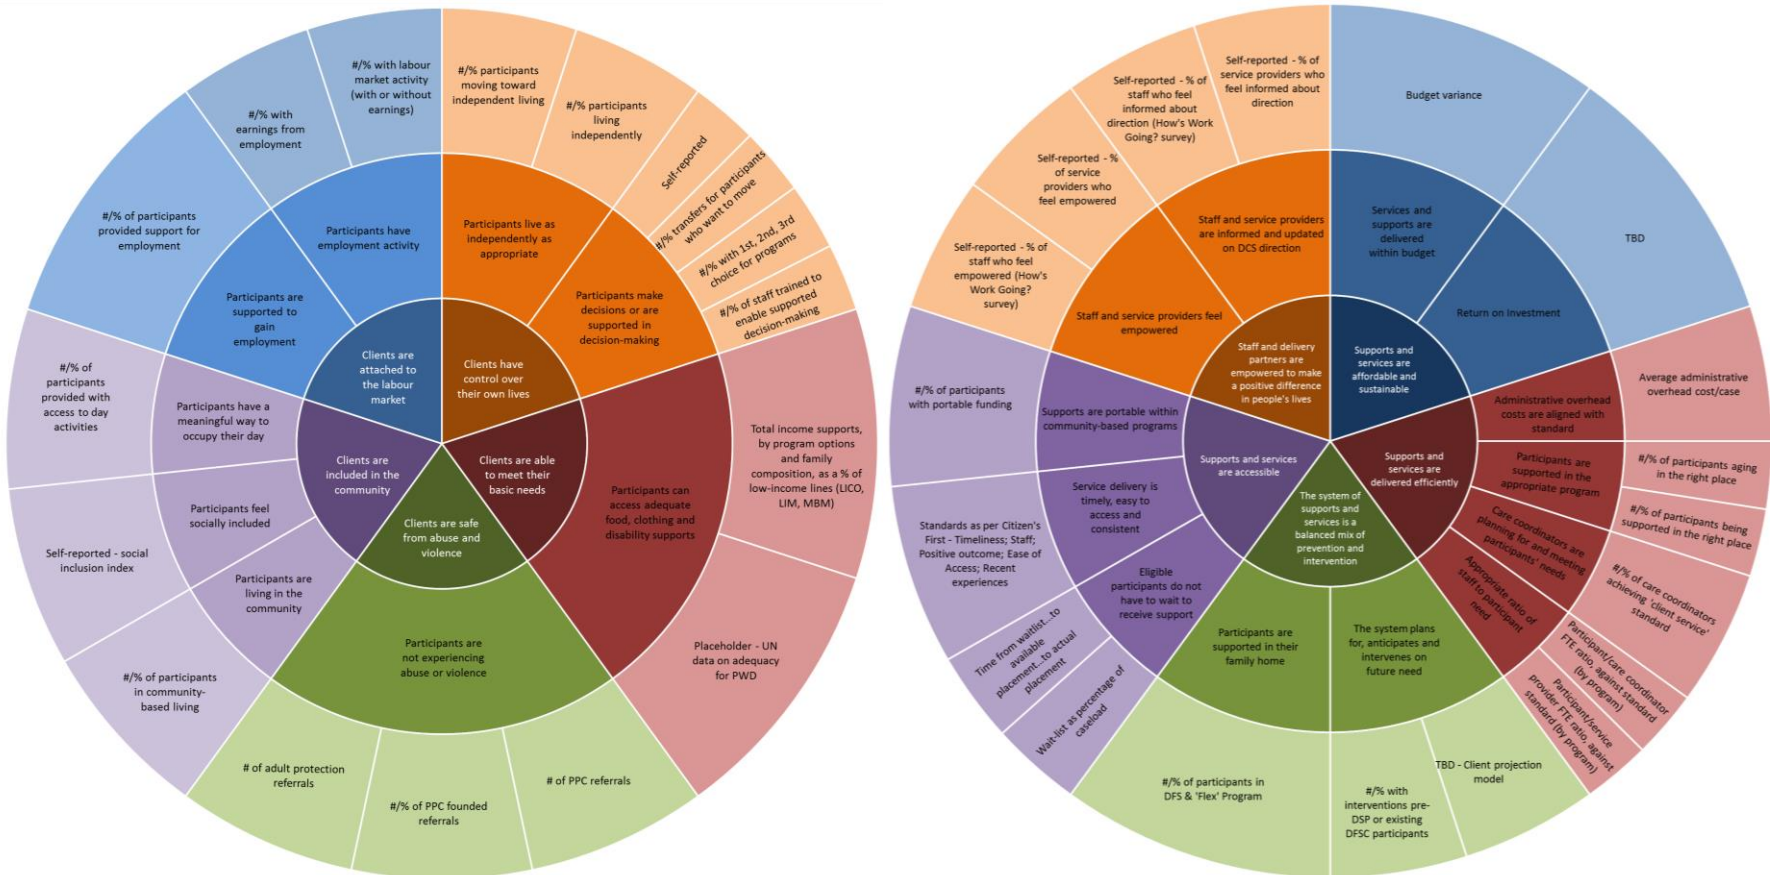 #/% with labour
market activity
(with or without
earnings)
#/% participants
moving toward
independent living
#/% participants
living
independently
Self-reported
#/% transfers for participants
who want to move
#/% with 1st, 2nd, 3rd
choice for programs
#/% of staff trained to
enable supported
decision-making
#/% with
earnings from
employment
#/% of participants
provided support for
employment
Participants have
employment activity
Participants live as
independently as
appropriate
Participants make
decisions or are
supported in
decision-making
Participants are
supported to
gain
employment
Clients are
attached to
the labour
market
Clients have
control over
their own lives
#/% of
participants
provided with
access to day
activities
Participants have a
meaningful way to
occupy their day
Clients are
included in the
community
Clients are able
to meet their
basic needs
Clients are safe
from abuse and
violence
Participants can
access adequate
food, clothing and
disability supports
Total income supports,
by program options
and family
composition, as a % of
low-income lines (LICO,
LIM, MBM)
Participants feel
socially included
Self-reported - social
inclusion index
Participants are
living in the
community
#/% of participants
in community-
based living
Participants are
not experiencing
abuse or violence
Placeholder - UN
data on adequacy
for PWD
# of adult protection
referrals
#/% of PPC founded
referrals
# of PPC referrals
Self-reported - % of
service providers who
feel informed about
direction
Self-reported - % of
staff who feel
informed about
direction (How's Work
Going? survey)
Self-reported - %
of service
providers who
feel empowered
Self-reported - % of
staff who feel
empowered (How's
Work Going?
survey)
Budget variance
TBD
Staff and service providers
are informed and updated
on DCS direction
Services and
supports are
delivered
within budget
Staff and service providers feel
empowered
Return on Investment
Staff and delivery
partners are
empowered to make
a positive difference
in people's lives
Supports and
services are
affordable and
sustainable
#/% of participants
with portable funding
Supports are portable within
community-based programs
Supports and services
are accessible
Supports and
services are
delivered efficiently
The system of
supports and
services is a
balanced mix of
prevention and
intervention
Administrative overhead
costs are aligned with
standard
Average administrative
overhead cost/case
Participants are
supported in the
appropriate program
#/% of participants aging
in the right place
#/% of participants being
supported in the right place
Care coordinators are
planning for and meeting
participants' needs
#/% of care coordinators
achieving 'client service'
standard
Appropriate ratio of
staff to participant
need
Participant/care coordinator
FTE ratio, against standard
(by program)
Participant/service
provider FTE ratio, against
standard (by program)
Service delivery is
timely, easy to
access and
consistent
Standards as per Citizen's
First - Timeliness; Staff;
Positive outcome; Ease of
Access; Recent
experiences
Eligible
participants do not
have to wait to
receive support
Time from waitlist...to
available
placement...to actual
placement
Wait-list as percentage of
caseload
Participants are
supported in their
family home
The system plans
for, anticipates and
intervenes on
future need
#/% of participants in
DFS & 'Flex' Program
#/% with
interventions pre-
DSP or existing
DFSC participants
TBD - Client projection
model